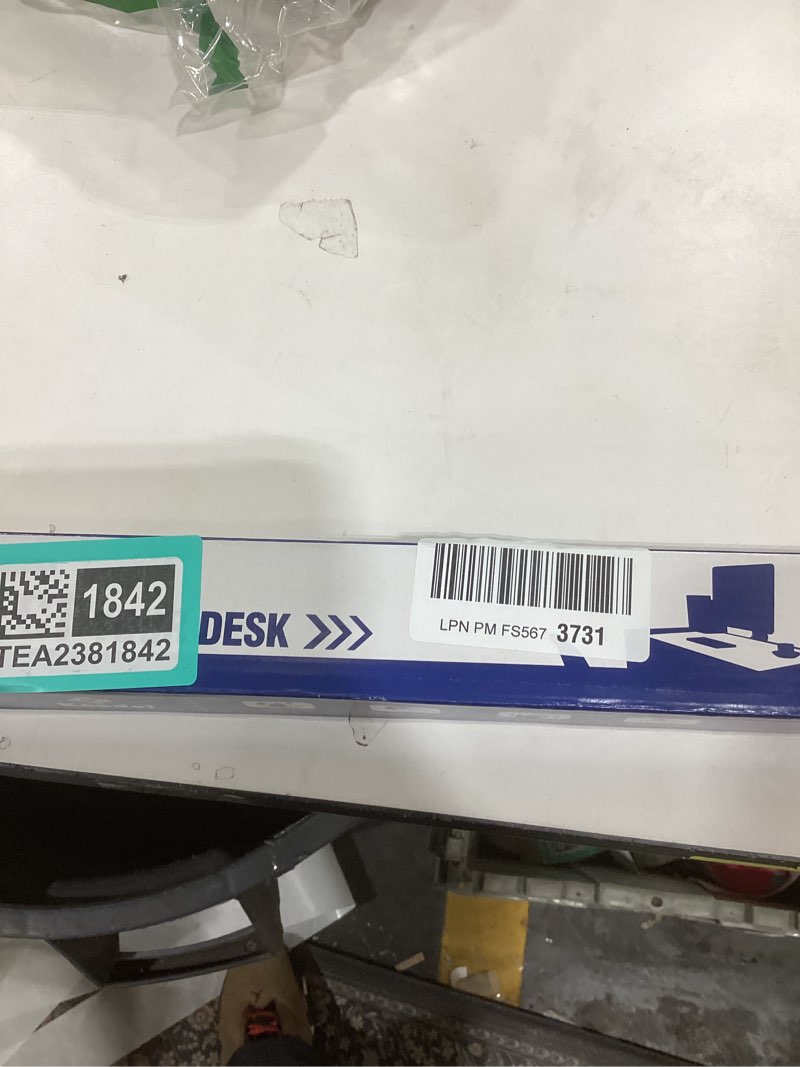 1842
TEA2381842
DESK >>>
LPN PM FS567 3731